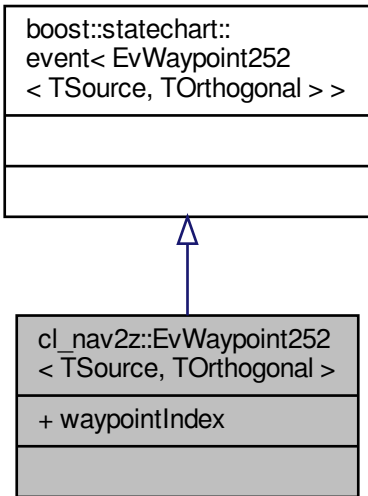 boost::statechart::
event< EvWaypoint252
< TSource, TOrthogonal > >
cl_nav2z::EvWaypoint252
< TSource, TOrthogonal >
+ waypointIndex